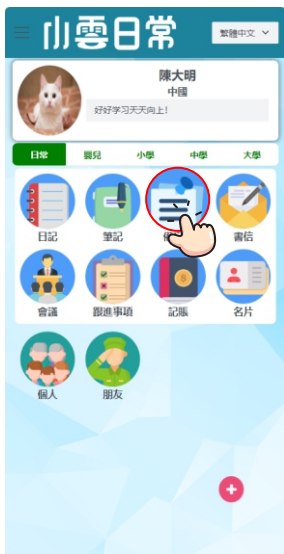 小雲日常
繁體中文
陳大明
中國
好好学习天天向上!
日常 嬰兒 小學 中學 大學
日記 筆記 書信
會議 跟進事項 記賬 名片
個人 朋友